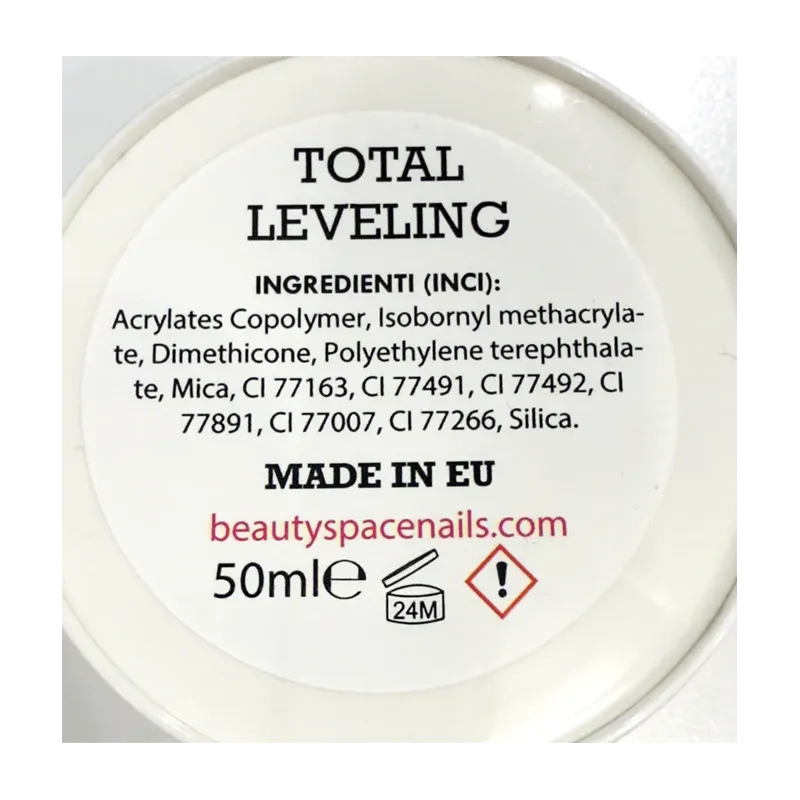 TOTAL
LEVELING
INGREDIENTI (INCI):
Acrylates Copolymer, Isobornyl methacryla-
te, Dimethicone, Polyethylene terephthala-
te, Mica, CI 77163, CI 77491, CI 77492, CI
77891, CI 77007, CI 77266, Silica.
MADE IN EU
beautyspacenails.com
50ml℮ 24M !